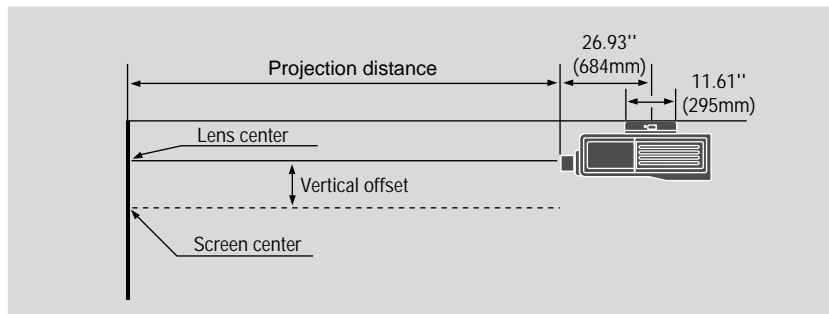 26.93''
Projection distance
(684mm)
11.61''
(295mm)
Lens center
Vertical offset
Screen center